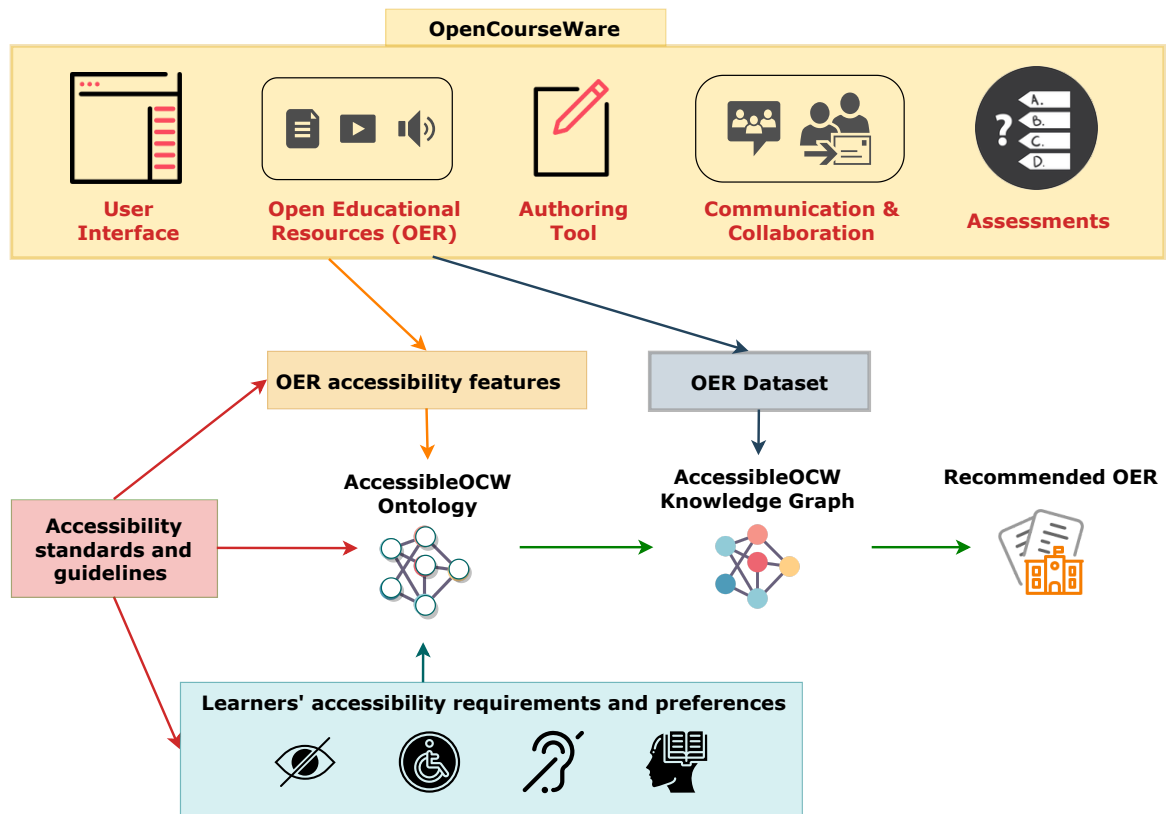 OpenCourseWare
A.
B.
?
C.
D.
User
Interface
Open Educational
Resources (OER)
Authoring
Tool
Communication &
Collaboration
Assessments
OER accessibility features
OER Dataset
AccessibleOCW
Ontology
AccessibleOCW
Knowledge Graph
Recommended OER
Accessibility
standards and
guidelines
Learners' accessibility requirements and preferences